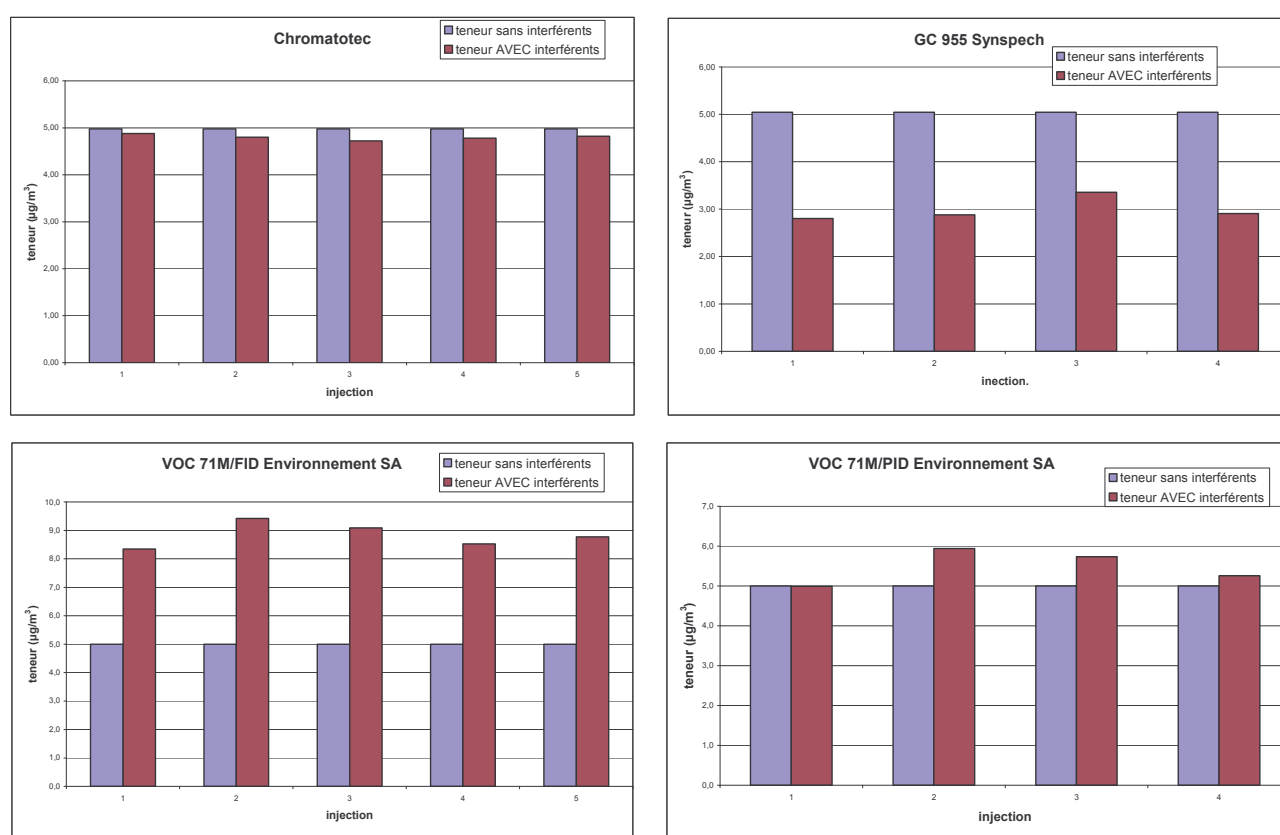 Chromatotec
teneur sans interférents
teneur AVEC interférents
6,00
5,00
4,00
3,00
2,00
1,00
0,00
teneur (µg/m³)
1 2 3 4 5
injection
GC 955 Synspech
teneur sans interférents
teneur AVEC interférents
6,00
5,00
4,00
3,00
2,00
1,00
0,00
teneur (µg/m³)
1 2 3 4
inection.
VOC 71M/FID Environnement SA
teneur sans interférents
teneur AVEC interférents
10,0
9,0
8,0
7,0
6,0
5,0
4,0
3,0
2,0
1,0
0,0
teneur (µg/m³)
1 2 3 4 5
injection
VOC 71M/PID Environnement SA
teneur sans interférents
teneur AVEC interférents
7,0
6,0
5,0
4,0
3,0
2,0
1,0
0,0
teneur (µg/m³)
1 2 3 4
injection